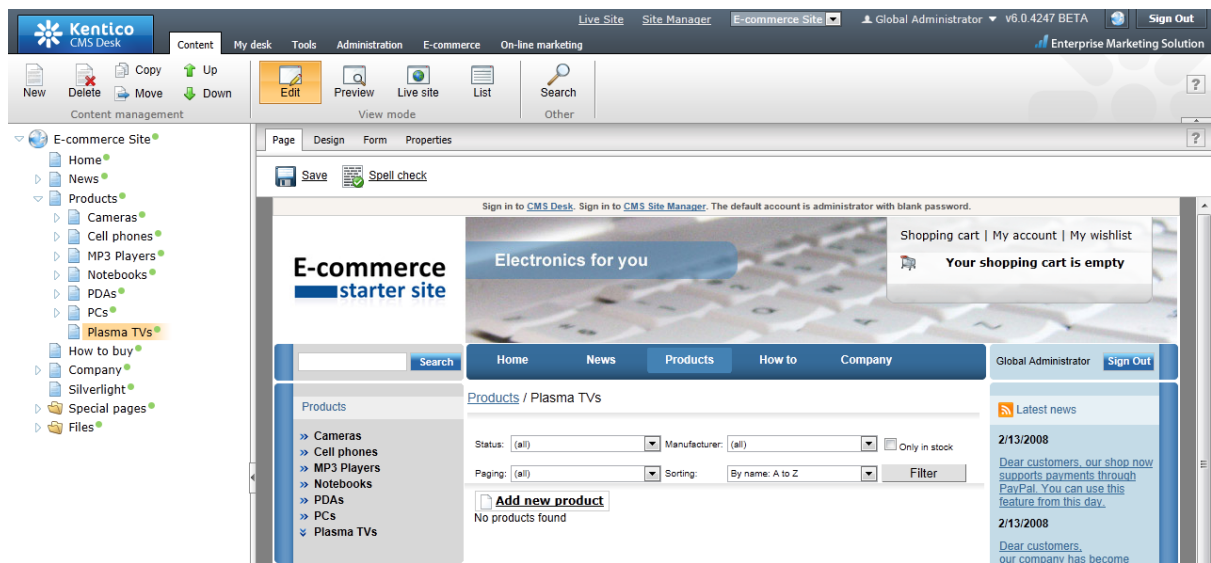 Kentico
CMS Desk
Live Site Site Manager E-commerce Site Global Administrator v6.0.4247 BETA Sign Out
Content My desk Tools Administration E-commerce On-line marketing Enterprise Marketing Solution
New Delete Copy Move Up Down
Content management
Edit Preview Live site List
View mode
Search
Other
?
E-commerce Site
Home
News
Products
Cameras
Cell phones
MP3 Players
Notebooks
PDAs
PCs
Plasma TVs
How to buy
Company
Silverlight
Special pages
Files
Page Design Form Properties ?
Save Spell check
Sign in to CMS Desk. Sign in to CMS Site Manager. The default account is administrator with blank password.
E-commerce
starter site
Electronics for you
Shopping cart | My account | My wishlist
Your shopping cart is empty
Search Home News Products How to Company Global Administrator Sign Out
Products
» Cameras
» Cell phones
» MP3 Players
» Notebooks
» PDAs
» PCs
Plasma TVs
Products / Plasma TVs
Status: (all) Manufacturer: (all) Only in stock
Paging: (all) Sorting: By name: A to Z Filter
Add new product
No products found
Latest news
2/13/2008
Dear customers, our shop now
supports payments through
PayPal. You can use this
feature from this day.
2/13/2008
Dear customers,
our company has become